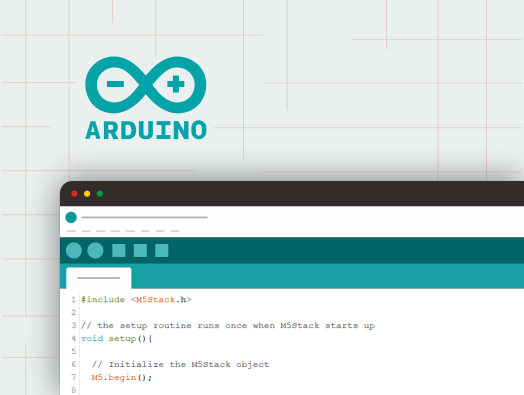 ARDUINO
1 #include <M5Stack.h>
2
3 // the setup routine runs once when M5Stack starts up
4 void setup(){
5
6   // Initialize the M5Stack object
7   M5.begin();
8